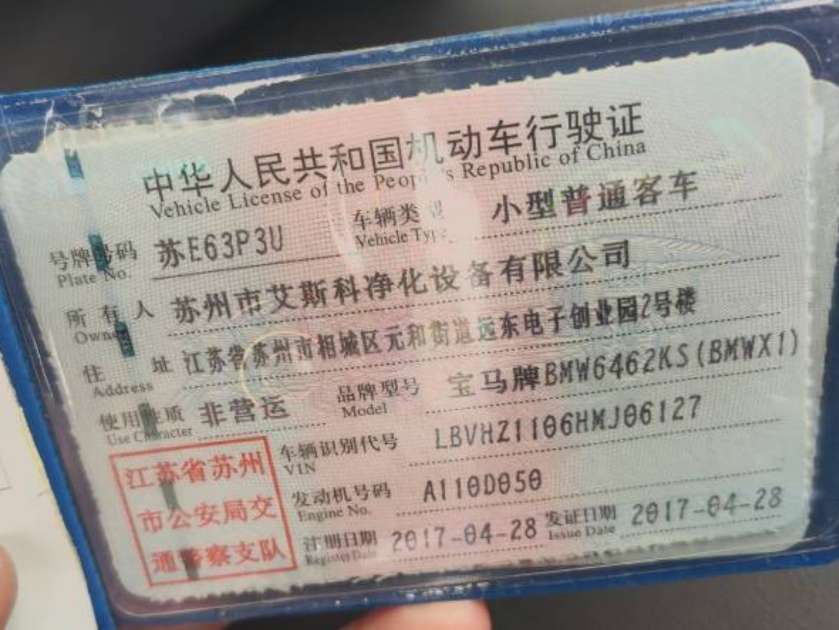 中华人民共和国机动车行驶证
Vehicle License of the People's Republic of China
号牌号码 苏E63P3U 车辆类型 小型普通客车
Plate No. Vehicle Type
所有人 苏州市艾斯科净化设备有限公司
Owner
住址 江苏省苏州市相城区元和街道远东电子创业园2号楼
Address
使用性质 非营运 品牌型号 宝马牌BMW6462KS(BMWX1)
Use Character Model
江苏省苏州
市公安局交
通警察支队
车辆识别代号 LBVHZ1106HMJ06127
VIN
发动机号码 A110D050
Engine No.
注册日期 2017-04-28 发证日期 2017-04-28
Register Date Issue Date